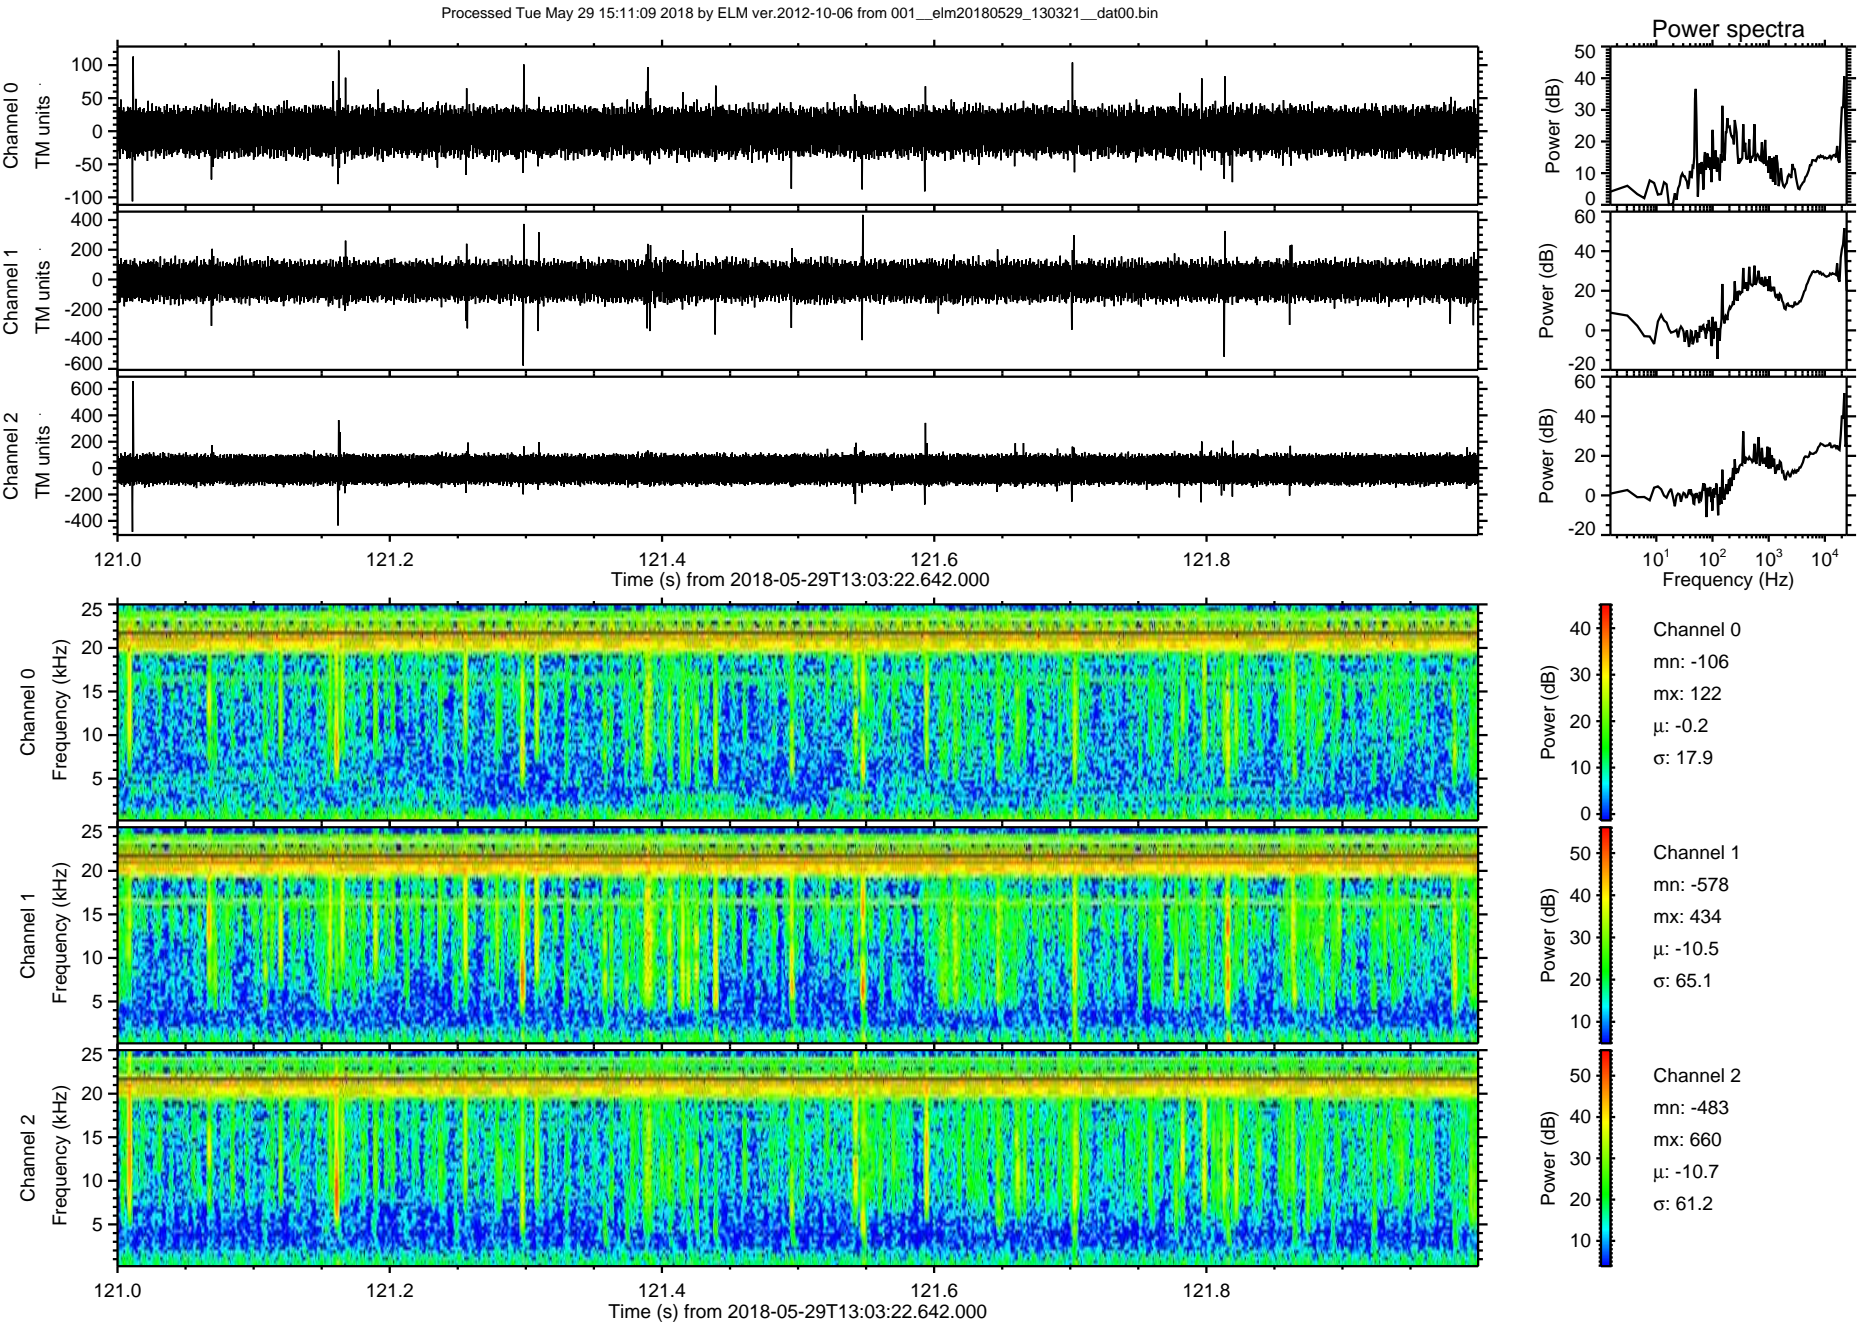 Processed Tue May 29 15:11:09 2018 by ELM ver.2012-10-06 from 001__elm20180529_130321__dat00.bin
Power spectra
Channel 0
TM units
100
50
0
-50
-100
Power (dB)
50
40
30
20
10
0
Channel 1
TM units
400
200
0
-200
-400
-600
Power (dB)
60
40
20
0
-20
Channel 2
TM units
600
400
200
0
-200
-400
Power (dB)
60
40
20
0
-20
121.0 121.2 121.4 121.6 121.8
Time (s) from 2018-05-29T13:03:22.642.000
10^1 10^2 10^3 10^4
Frequency (Hz)
Channel 0
Frequency (kHz)
25
20
15
10
5
Power (dB)
40
30
20
10
0
Channel 0
mn: -106
mx: 122
μ: -0.2
σ: 17.9
Channel 1
Frequency (kHz)
25
20
15
10
5
Power (dB)
50
40
30
20
10
Channel 1
mn: -578
mx: 434
μ: -10.5
σ: 65.1
Channel 2
Frequency (kHz)
25
20
15
10
5
Power (dB)
50
40
30
20
10
Channel 2
mn: -483
mx: 660
μ: -10.7
σ: 61.2
121.0 121.2 121.4 121.6 121.8
Time (s) from 2018-05-29T13:03:22.642.000